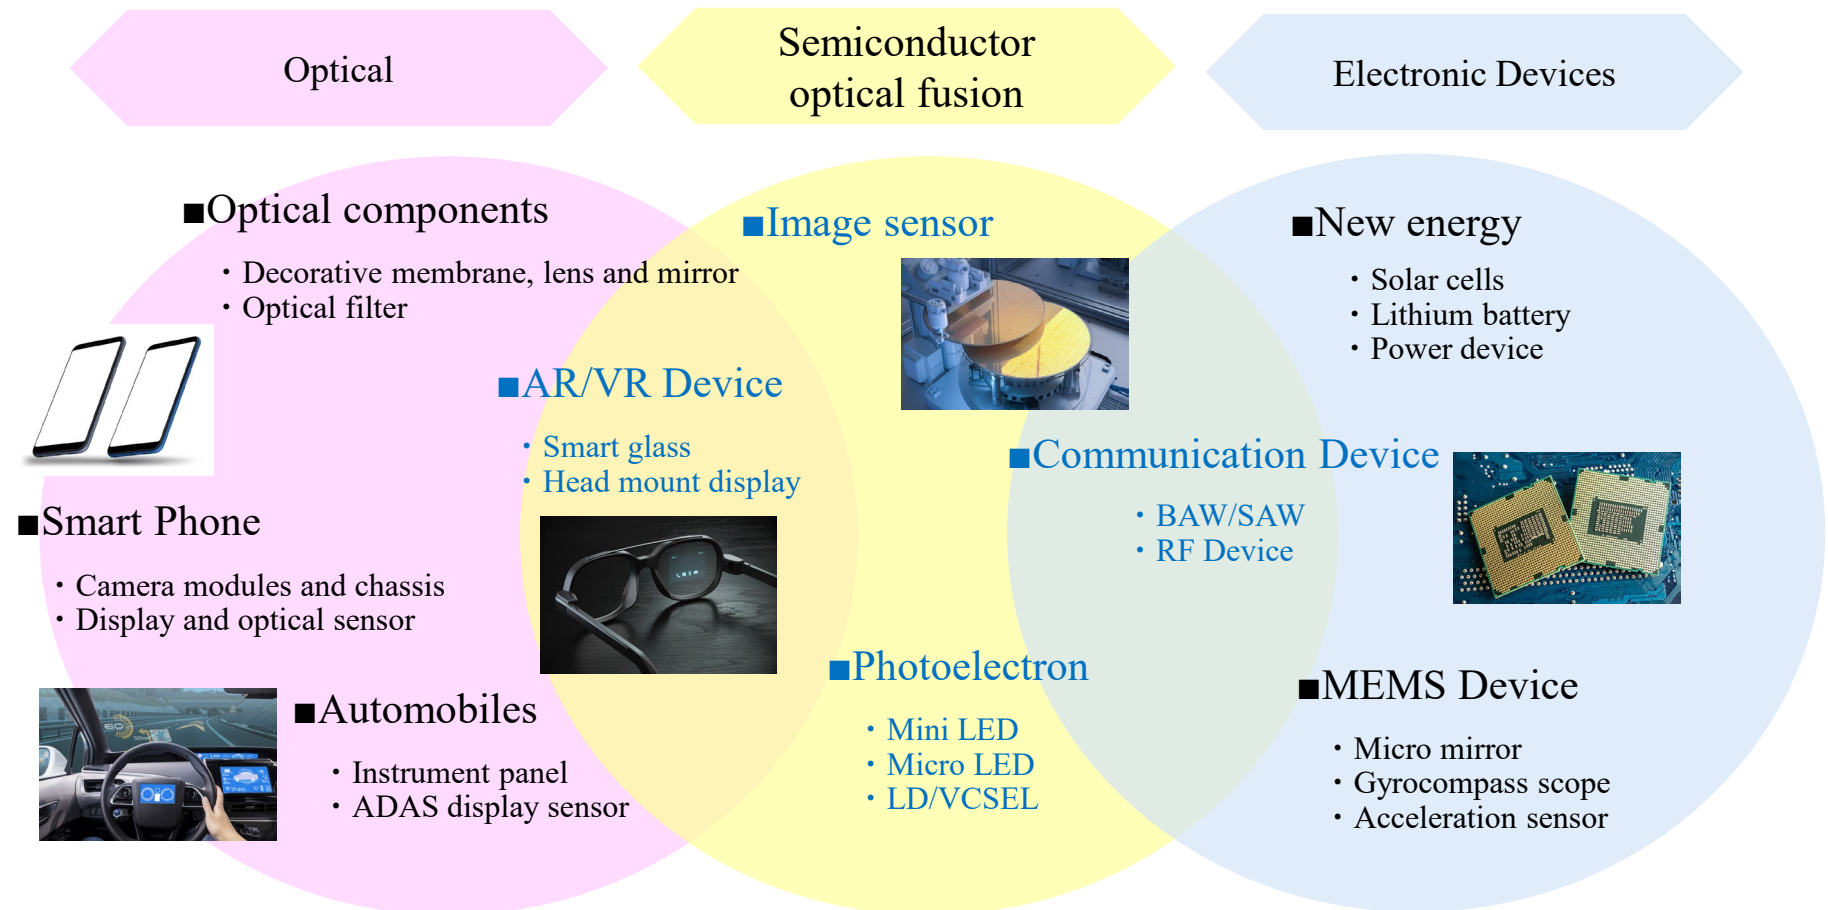 Optical
Semiconductor
optical fusion
Electronic Devices
■Optical components
・Decorative membrane, lens and mirror
・Optical filter
■Smart Phone
・Camera modules and chassis
・Display and optical sensor
■Automobiles
・Instrument panel
・ADAS display sensor
■AR/VR Device
・Smart glass
・Head mount display
■Image sensor
■Photoelectron
・Mini LED
・Micro LED
・LD/VCSEL
■Communication Device
・BAW/SAW
・RF Device
■New energy
・Solar cells
・Lithium battery
・Power device
■MEMS Device
・Micro mirror
・Gyrocompass scope
・Acceleration sensor